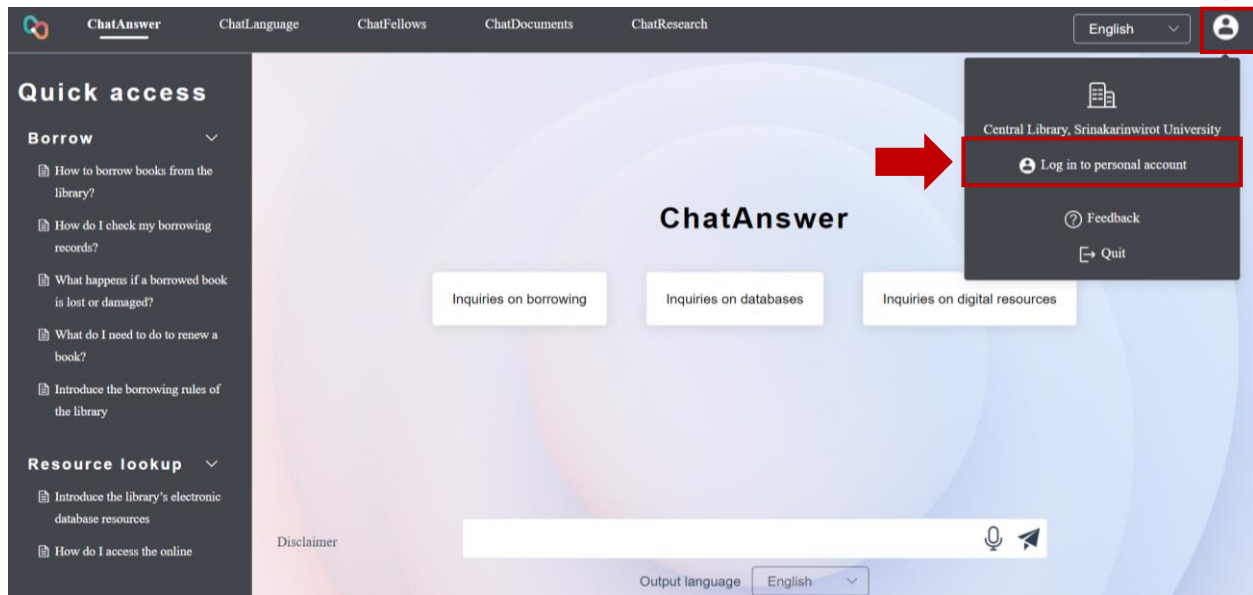 ChatAnswer
ChatLanguage
ChatFellows
ChatDocuments
ChatResearch
English
Quick access
Borrow
How to borrow books from the
library?
How do I check my borrowing
records?
What happens if a borrowed book
is lost or damaged?
What do I need to do to renew a
book?
Introduce the borrowing rules of
the library
Resource lookup
Introduce the library's electronic
database resources
How do I access the online
Central Library, Srinakarinwirot University
Log in to personal account
Feedback
Quit
ChatAnswer
Inquiries on borrowing
Inquiries on databases
Inquiries on digital resources
Disclaimer
Output language
English